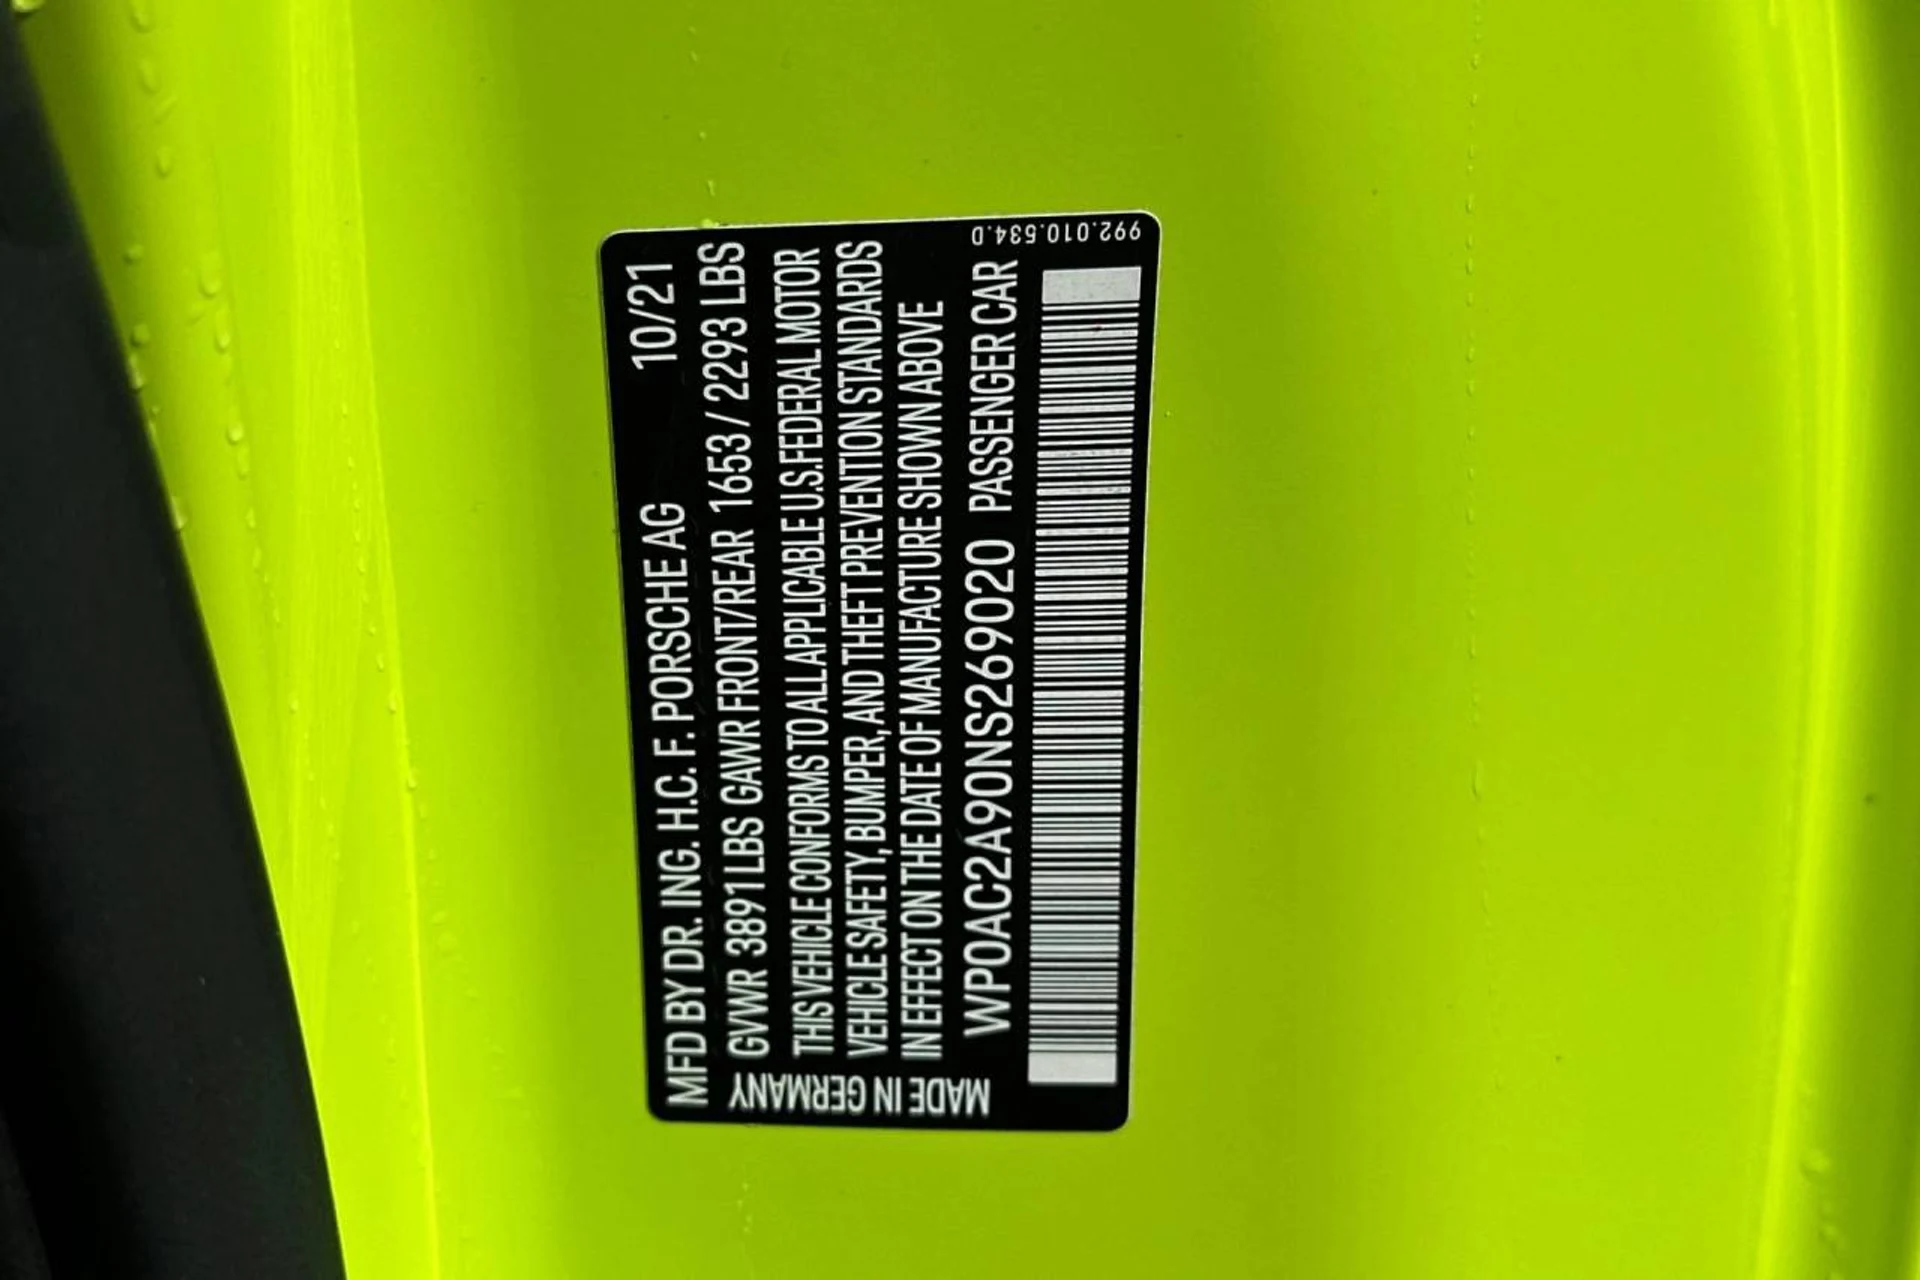 MFD BY DR. ING. H.C. F. PORSCHE AG 10/21
GVWR 3891LBS GAWR FRONT/REAR 1653 / 2293 LBS
THIS VEHICLE CONFORMS TO ALL APPLICABLE U.S.FEDERAL MOTOR
VEHICLE SAFETY, BUMPER, AND THEFT PREVENTION STANDARDS
IN EFFECT ON THE DATE OF MANUFACTURE SHOWN ABOVE
WP0AC2A90NS269020 PASSENGER CAR
MADE IN GERMANY
992.010.534.D